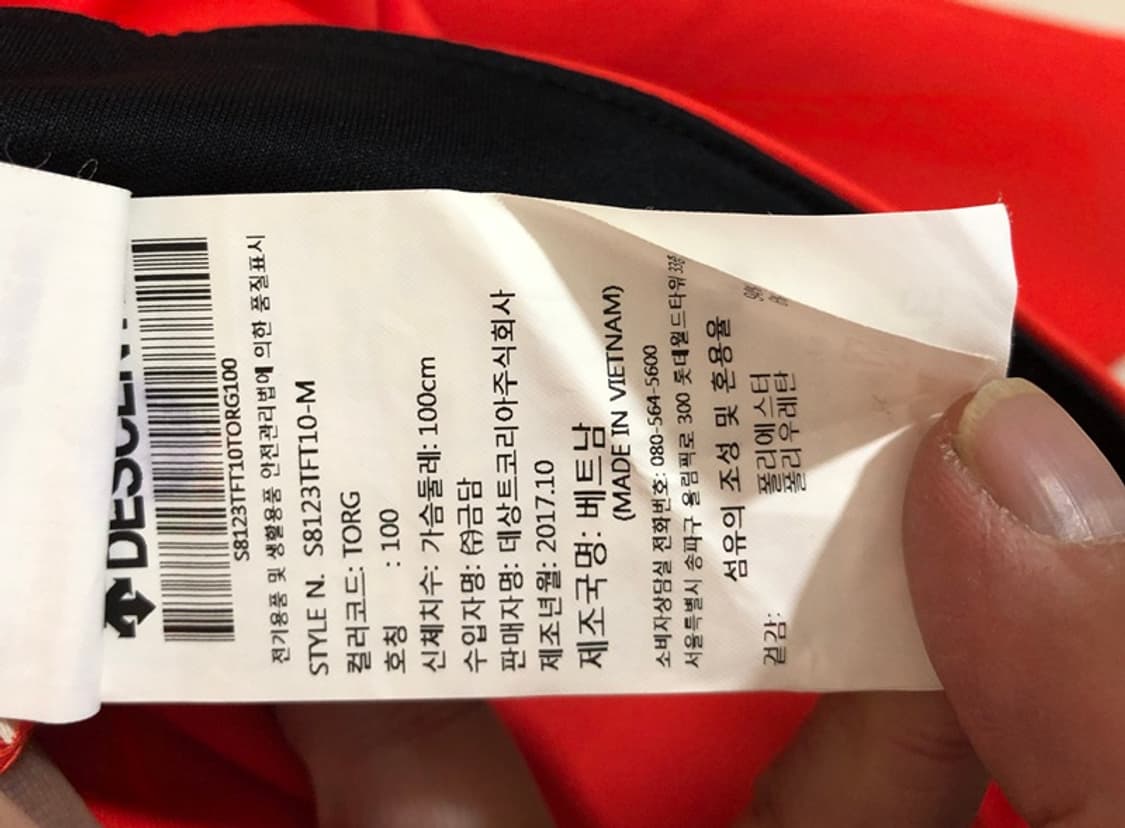 DESCENTE
S8123TFT10TORG100
전기용품 및 생활용품 안전관리법에 의한 품질표시
STYLE N. S8123TFT10-M
컬러코드: TORG
호칭 : 100
신체치수: 가슴둘레: 100cm
수입자명: ㈜금담
판매자명: 데상트코리아주식회사
제조년월: 2017.10
제조국명: 베트남
(MADE IN VIETNAM)
소비자상담실 전화번호: 080-564-5600
서울특별시 송파구 올림픽로 300 롯데월드타워 33층
섬유의 조성 및 혼용율
겉감: 폴리에스터
폴리우레탄